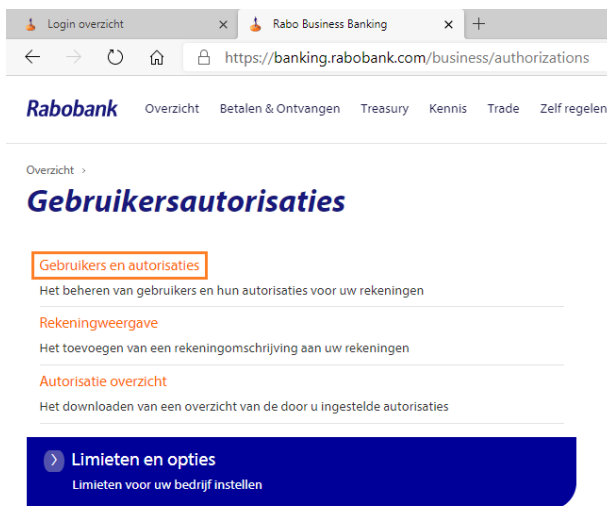 Login overzicht Rabo Business Banking
https://banking.rabobank.com/business/authorizations
Rabobank Overzicht Betalen & Ontvangen Treasury Kennis Trade Zelf regelen
Overzicht >
Gebruikersautorisaties
Gebruikers en autorisaties
Het beheren van gebruikers en hun autorisaties voor uw rekeningen
Rekeningweergave
Het toevoegen van een rekeningomschrijving aan uw rekeningen
Autorisatie overzicht
Het downloaden van een overzicht van de door u ingestelde autorisaties
Limieten en opties
Limieten voor uw bedrijf instellen